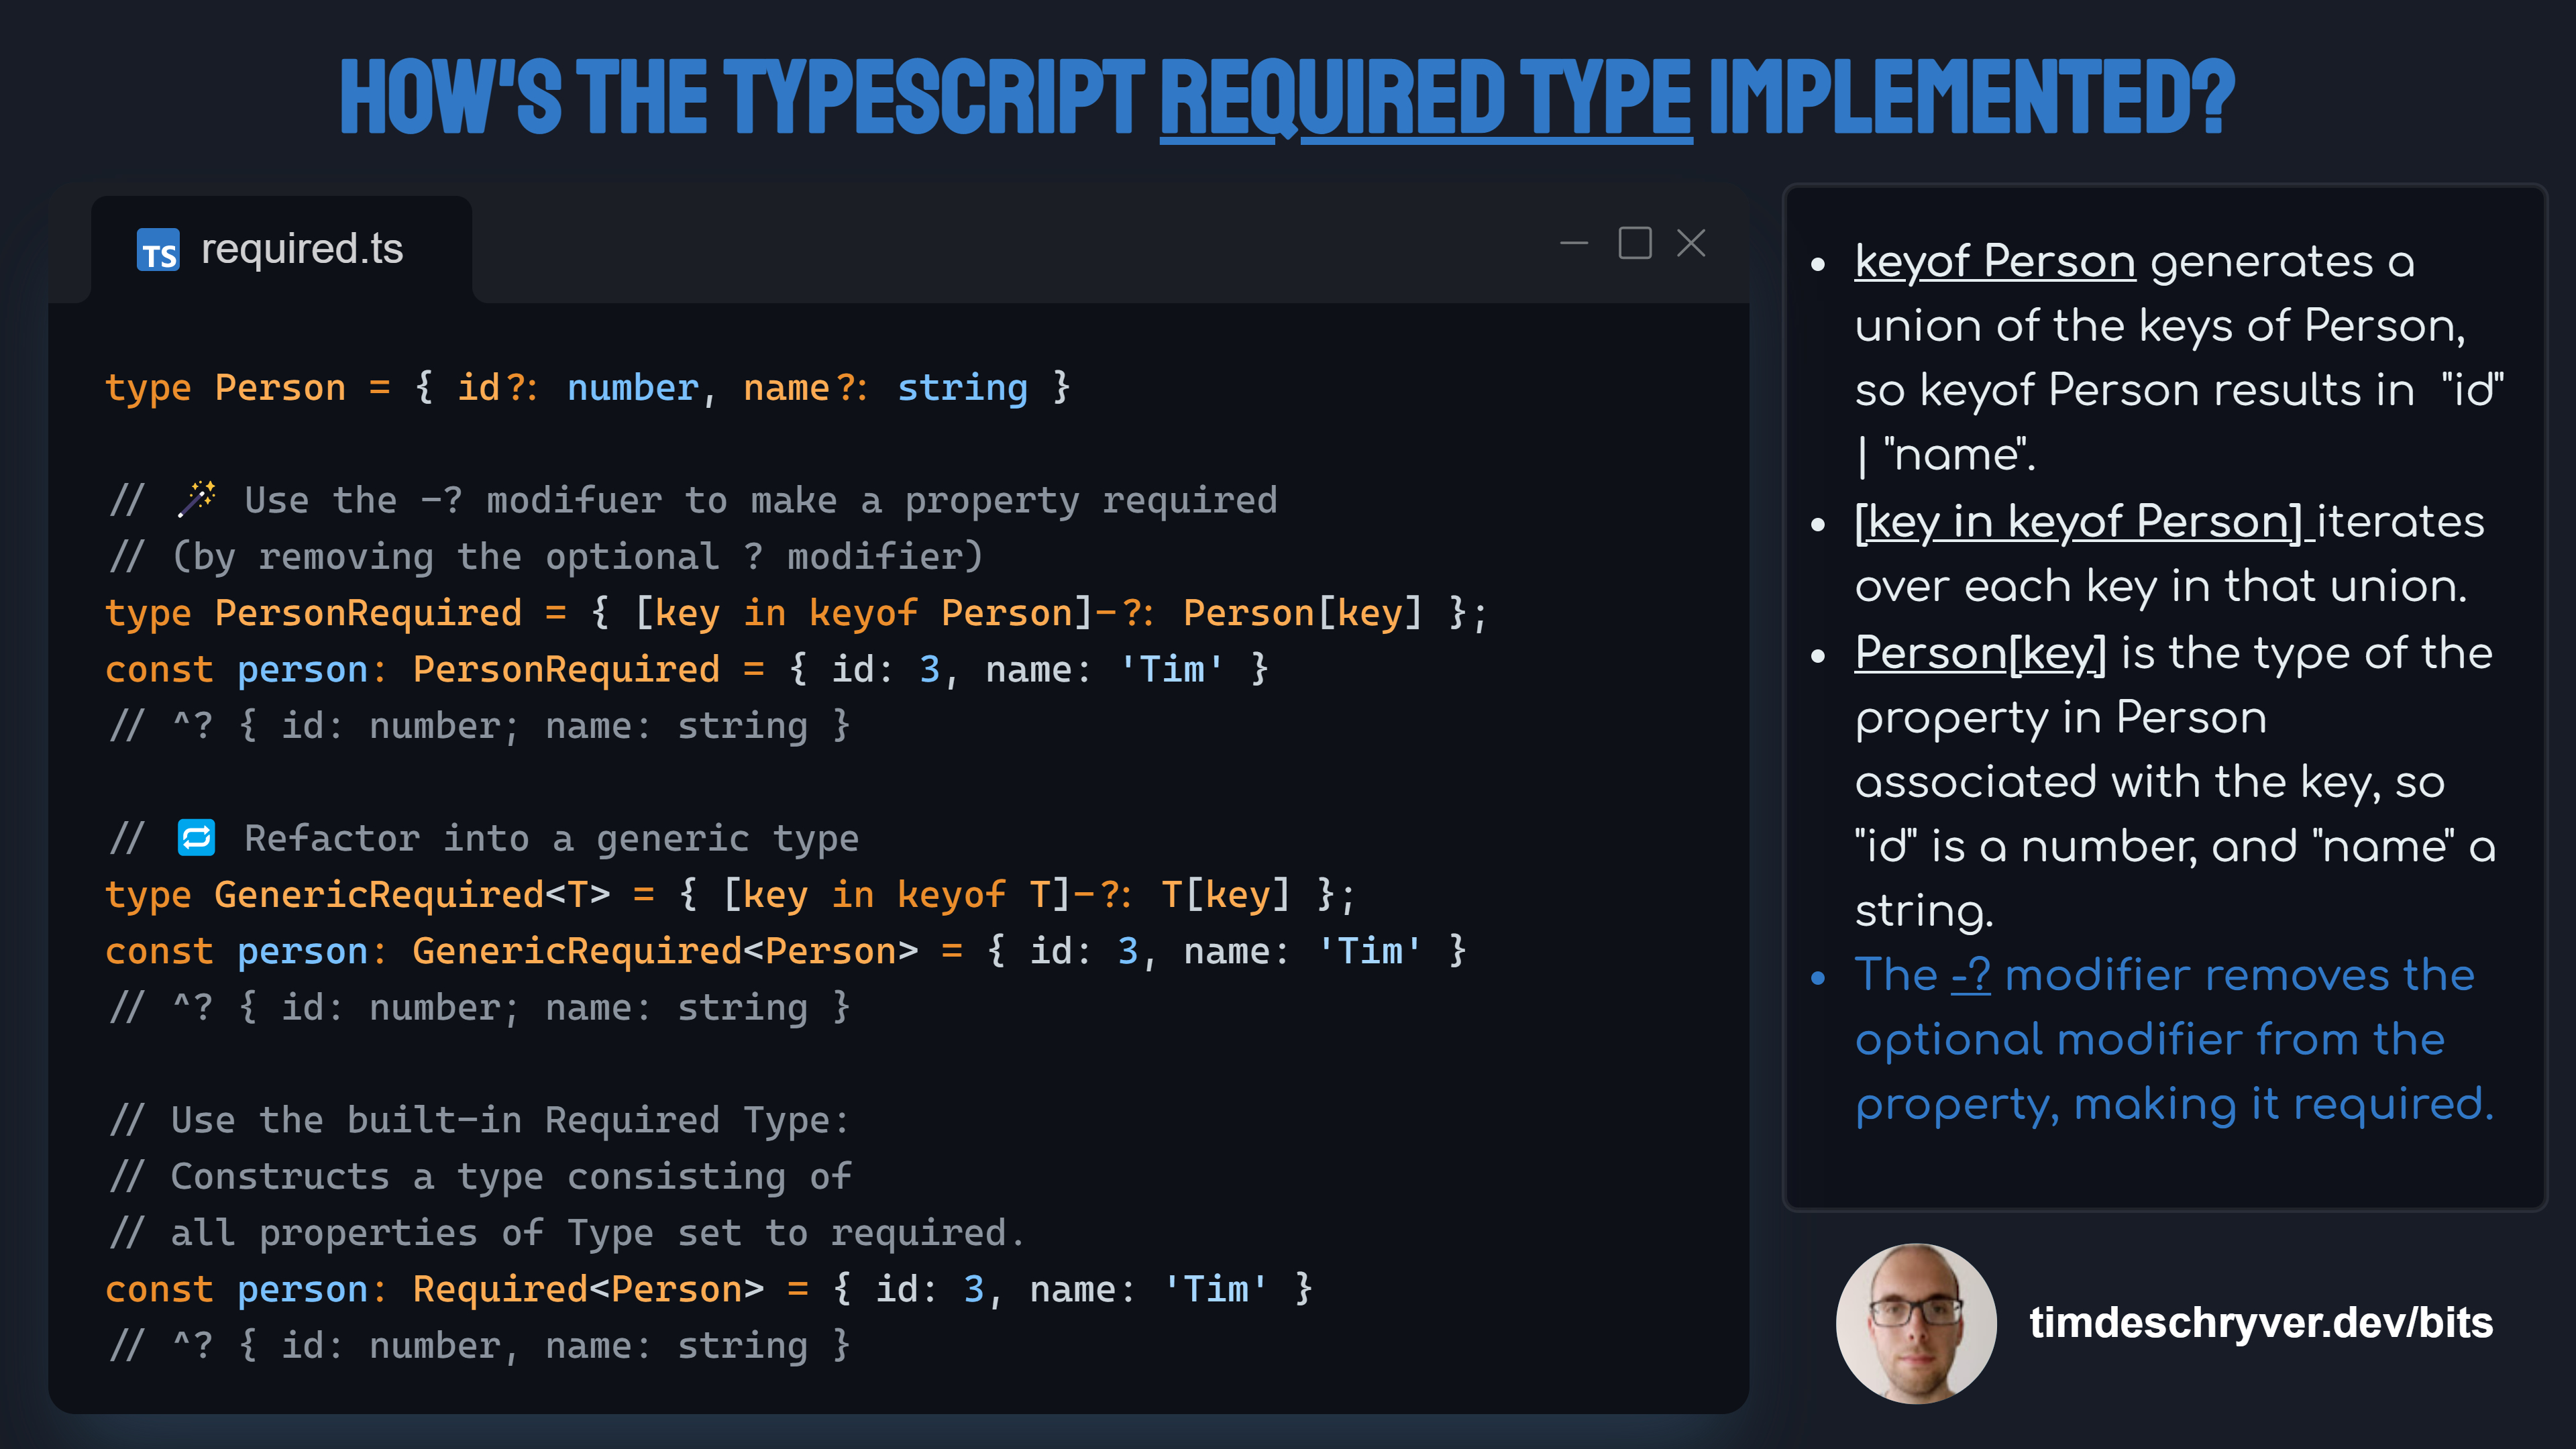 HOW'S THE TYPESCRIPT REQUIRED TYPE IMPLEMENTED?
TS required.ts
type Person = { id?: number, name?: string }
// 🪄 Use the -? modifuer to make a property required
// (by removing the optional ? modifier)
type PersonRequired = { [key in keyof Person]-?: Person[key] };
const person: PersonRequired = { id: 3, name: 'Tim' }
// ^? { id: number; name: string }
// 🔁 Refactor into a generic type
type GenericRequired<T> = { [key in keyof T]-?: T[key] };
const person: GenericRequired<Person> = { id: 3, name: 'Tim' }
// ^? { id: number; name: string }
// Use the built-in Required Type:
// Constructs a type consisting of
// all properties of Type set to required.
const person: Required<Person> = { id: 3, name: 'Tim' }
// ^? { id: number, name: string }
• keyof Person generates a
union of the keys of Person,
so keyof Person results in "id"
| "name".
• [key in keyof Person] iterates
over each key in that union.
• Person[key] is the type of the
property in Person
associated with the key, so
"id" is a number, and "name" a
string.
• The -? modifier removes the
optional modifier from the
property, making it required.
timdeschryver.dev/bits